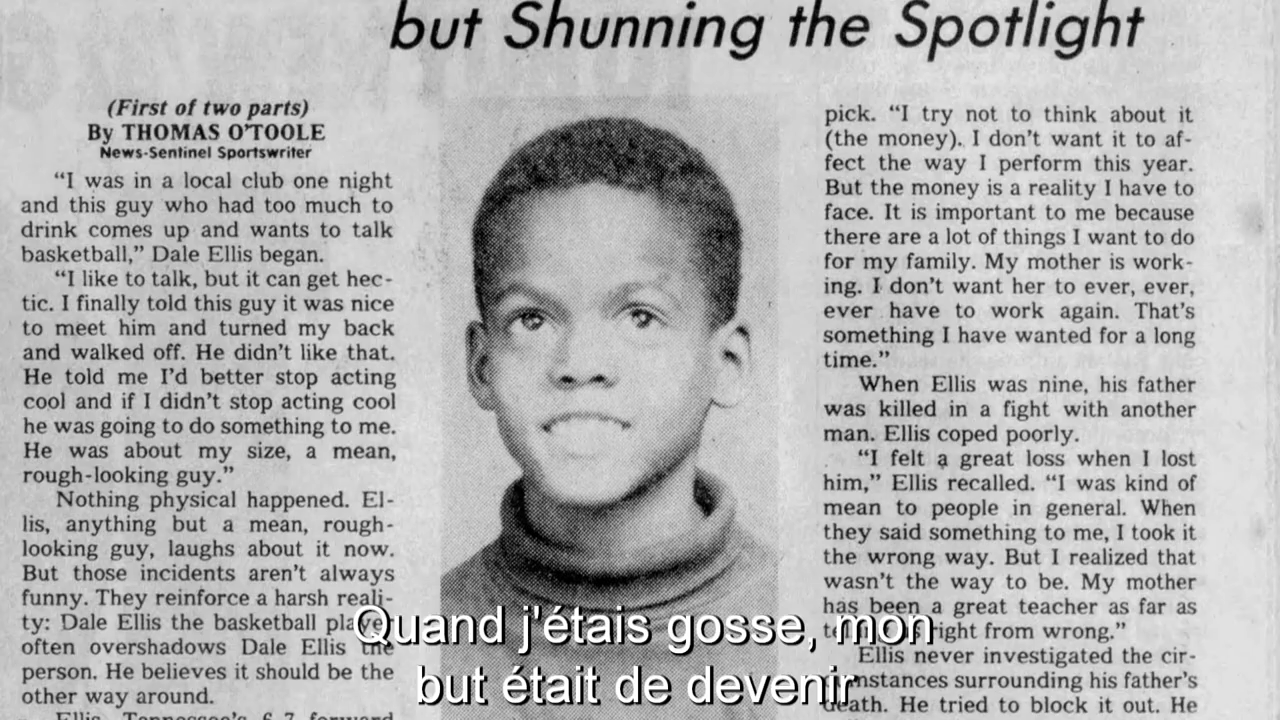 but Shunning the Spotlight
(First of two parts)
By THOMAS O'TOOLE
News-Sentinel Sportswriter
"I was in a local club one night
and this guy who had too much to
drink comes up and wants to talk
basketball," Dale Ellis began.
"I like to talk, but it can get hec-
tic. I finally told this guy it was nice
to meet him and turned my back
and walked off. He didn't like that.
He told me I'd better stop acting
cool and if I didn't stop acting cool
he was going to do something to me.
He was about my size, a mean,
rough-looking guy."
Nothing physical happened. El-
lis, anything but a mean, rough-
looking guy, laughs about it now.
But those incidents aren't always
funny. They reinforce a harsh reali-
ty: Dale Ellis the basketball player
often overshadows Dale Ellis the
person. He believes it should be the
other way around.
Ellis, Tennessee's 6-7 forward
pick. "I try not to think about it
(the money). I don't want it to af-
fect the way I perform this year.
But the money is a reality I have to
face. It is important to me because
there are a lot of things I want to do
for my family. My mother is work-
ing. I don't want her to ever, ever,
ever have to work again. That's
something I have wanted for a long
time."
When Ellis was nine, his father
was killed in a fight with another
man. Ellis coped poorly.
"I felt a great loss when I lost
him," Ellis recalled. "I was kind of
mean to people in general. When
they said something to me, I took it
the wrong way. But I realized that
wasn't the way to be. My mother
has been a great teacher as far as
right from wrong."
Ellis never investigated the cir-
cumstances surrounding his father's
death. He tried to block it out. He
Quand j'étais gosse, mon
but était de devenir